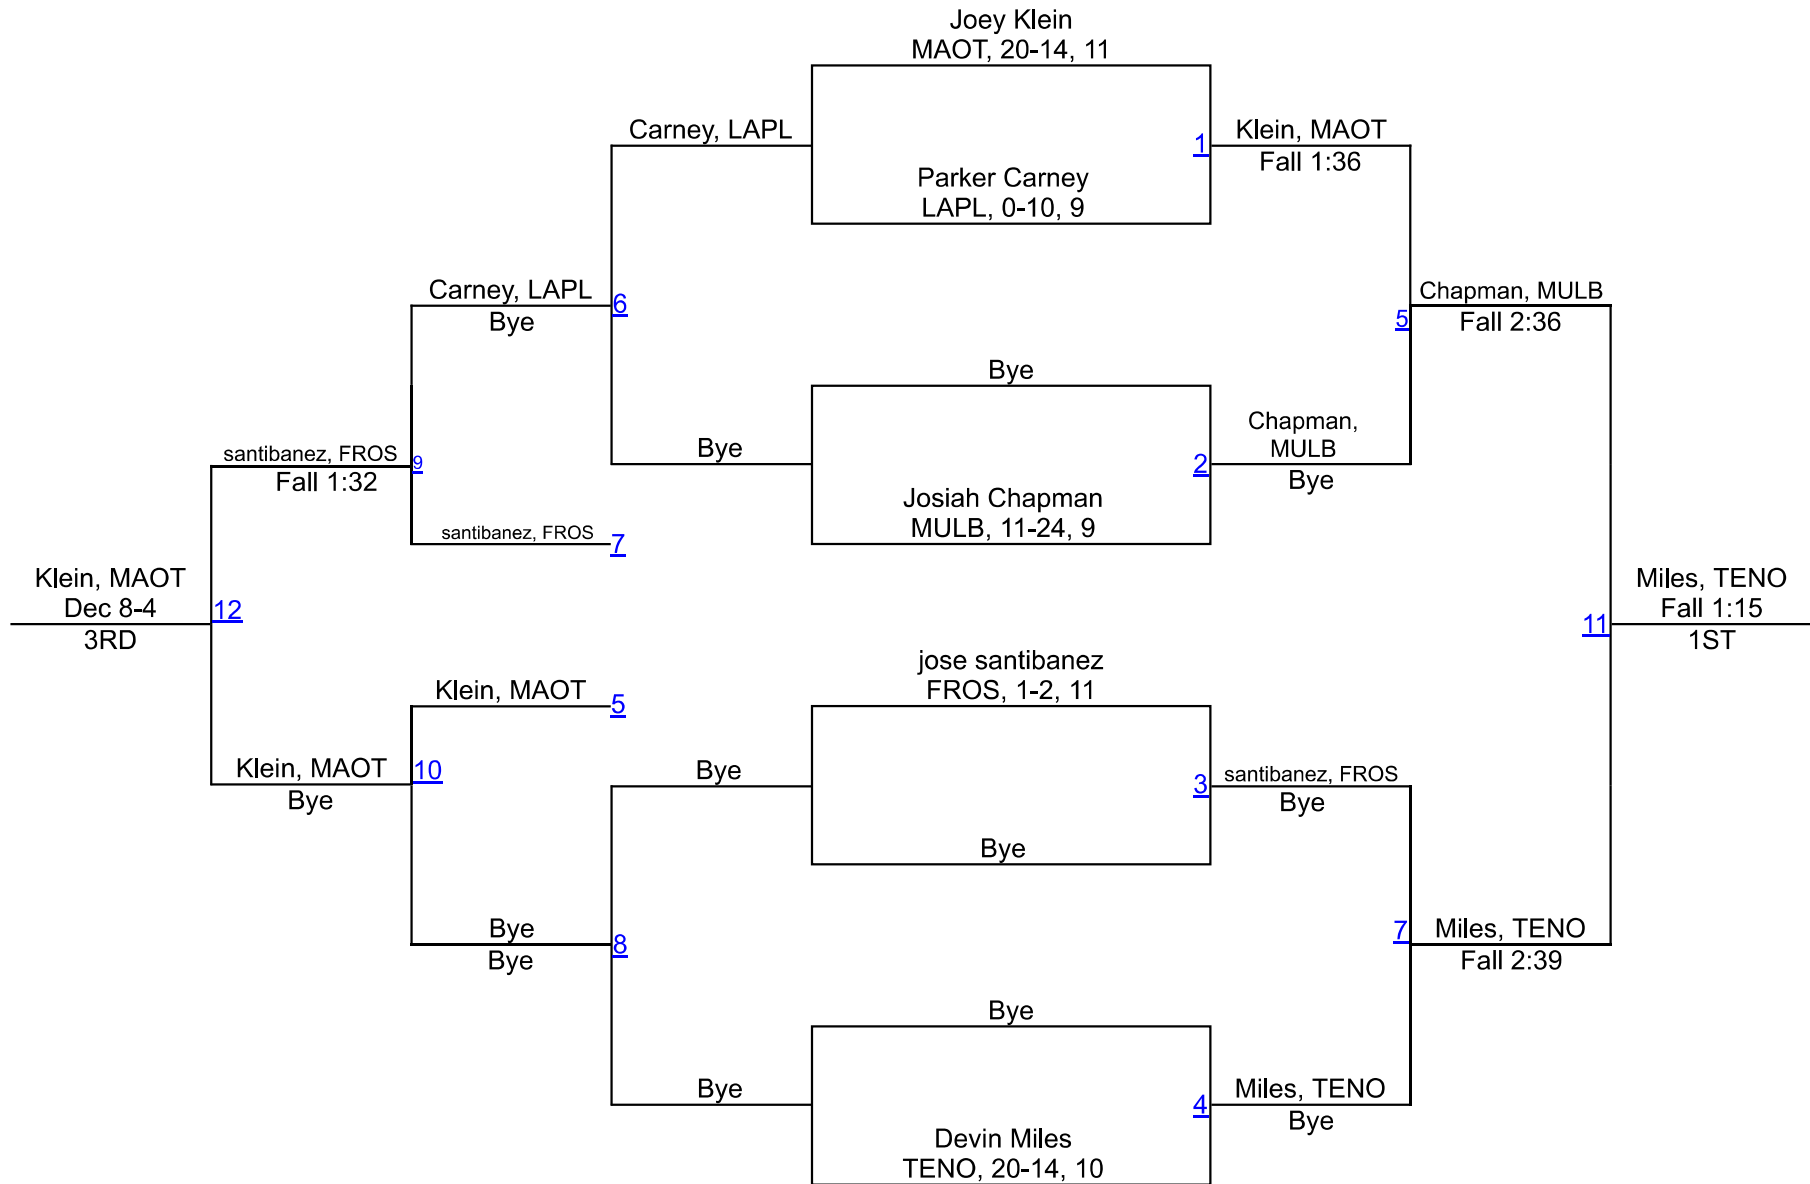 Joey Klein
MAOT, 20-14, 11
Carney, LAPL
1
Klein, MAOT
Fall 1:36
Parker Carney
LAPL, 0-10, 9
Carney, LAPL
Bye
6
5
Chapman, MULB
Fall 2:36
Bye
Bye
2
Chapman,
MULB
Bye
Josiah Chapman
MULB, 11-24, 9
santibanez, FROS
Fall 1:32
9
santibanez, FROS
7
Klein, MAOT
Dec 8-4
3RD
12
11
Miles, TENO
Fall 1:15
1ST
jose santibanez
FROS, 1-2, 11
Klein, MAOT
5
Klein, MAOT
Bye
10
Bye
3
santibanez, FROS
Bye
Bye
Bye
Bye
8
7
Miles, TENO
Fall 2:39
Bye
Bye
4
Miles, TENO
Bye
Devin Miles
TENO, 20-14, 10